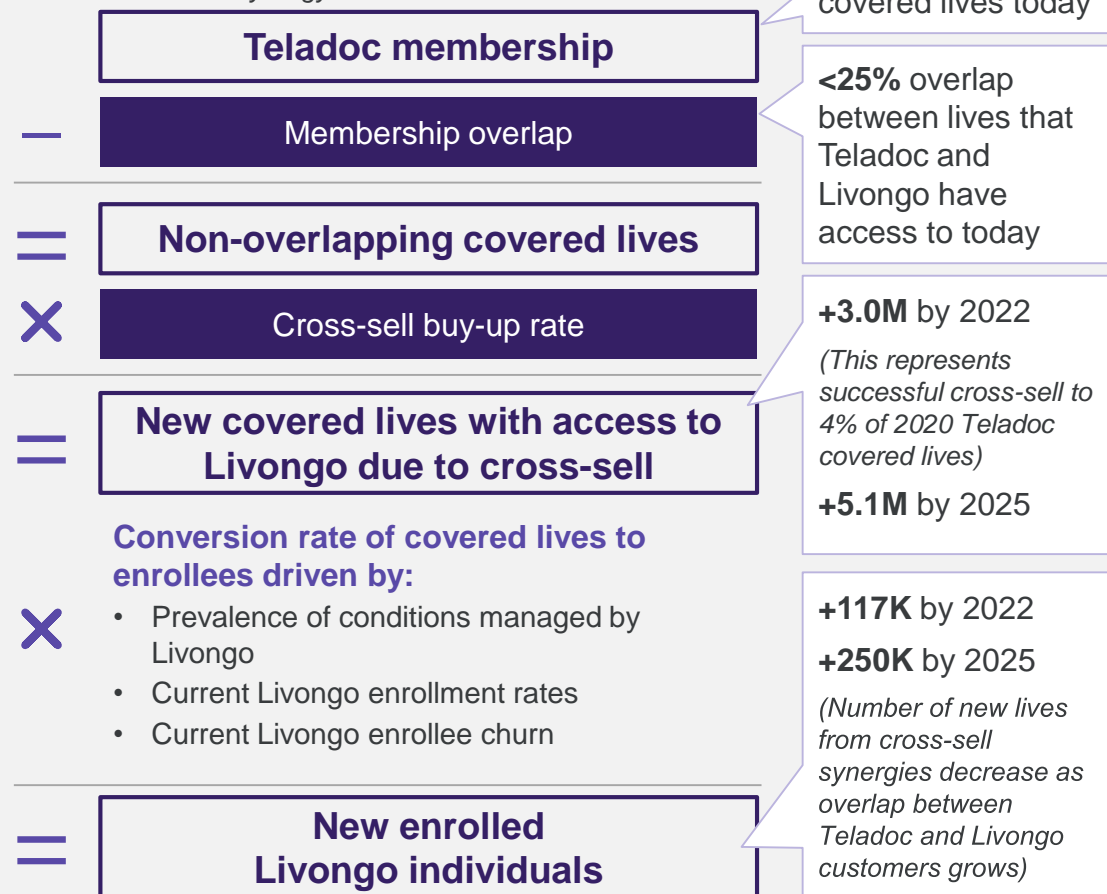 covered lives today
Teladoc membership
<25% overlap
between lives that
Teladoc and
Livongo have
access to today
– Membership overlap
= Non-overlapping covered lives
× Cross-sell buy-up rate
+3.0M by 2022
(This represents
successful cross-sell to
4% of 2020 Teladoc
covered lives)
+5.1M by 2025
= New covered lives with access to
Livongo due to cross-sell
Conversion rate of covered lives to
enrollees driven by:
× • Prevalence of conditions managed by
Livongo
• Current Livongo enrollment rates
• Current Livongo enrollee churn
+117K by 2022
+250K by 2025
(Number of new lives
from cross-sell
synergies decrease as
overlap between
Teladoc and Livongo
customers grows)
= New enrolled
Livongo individuals